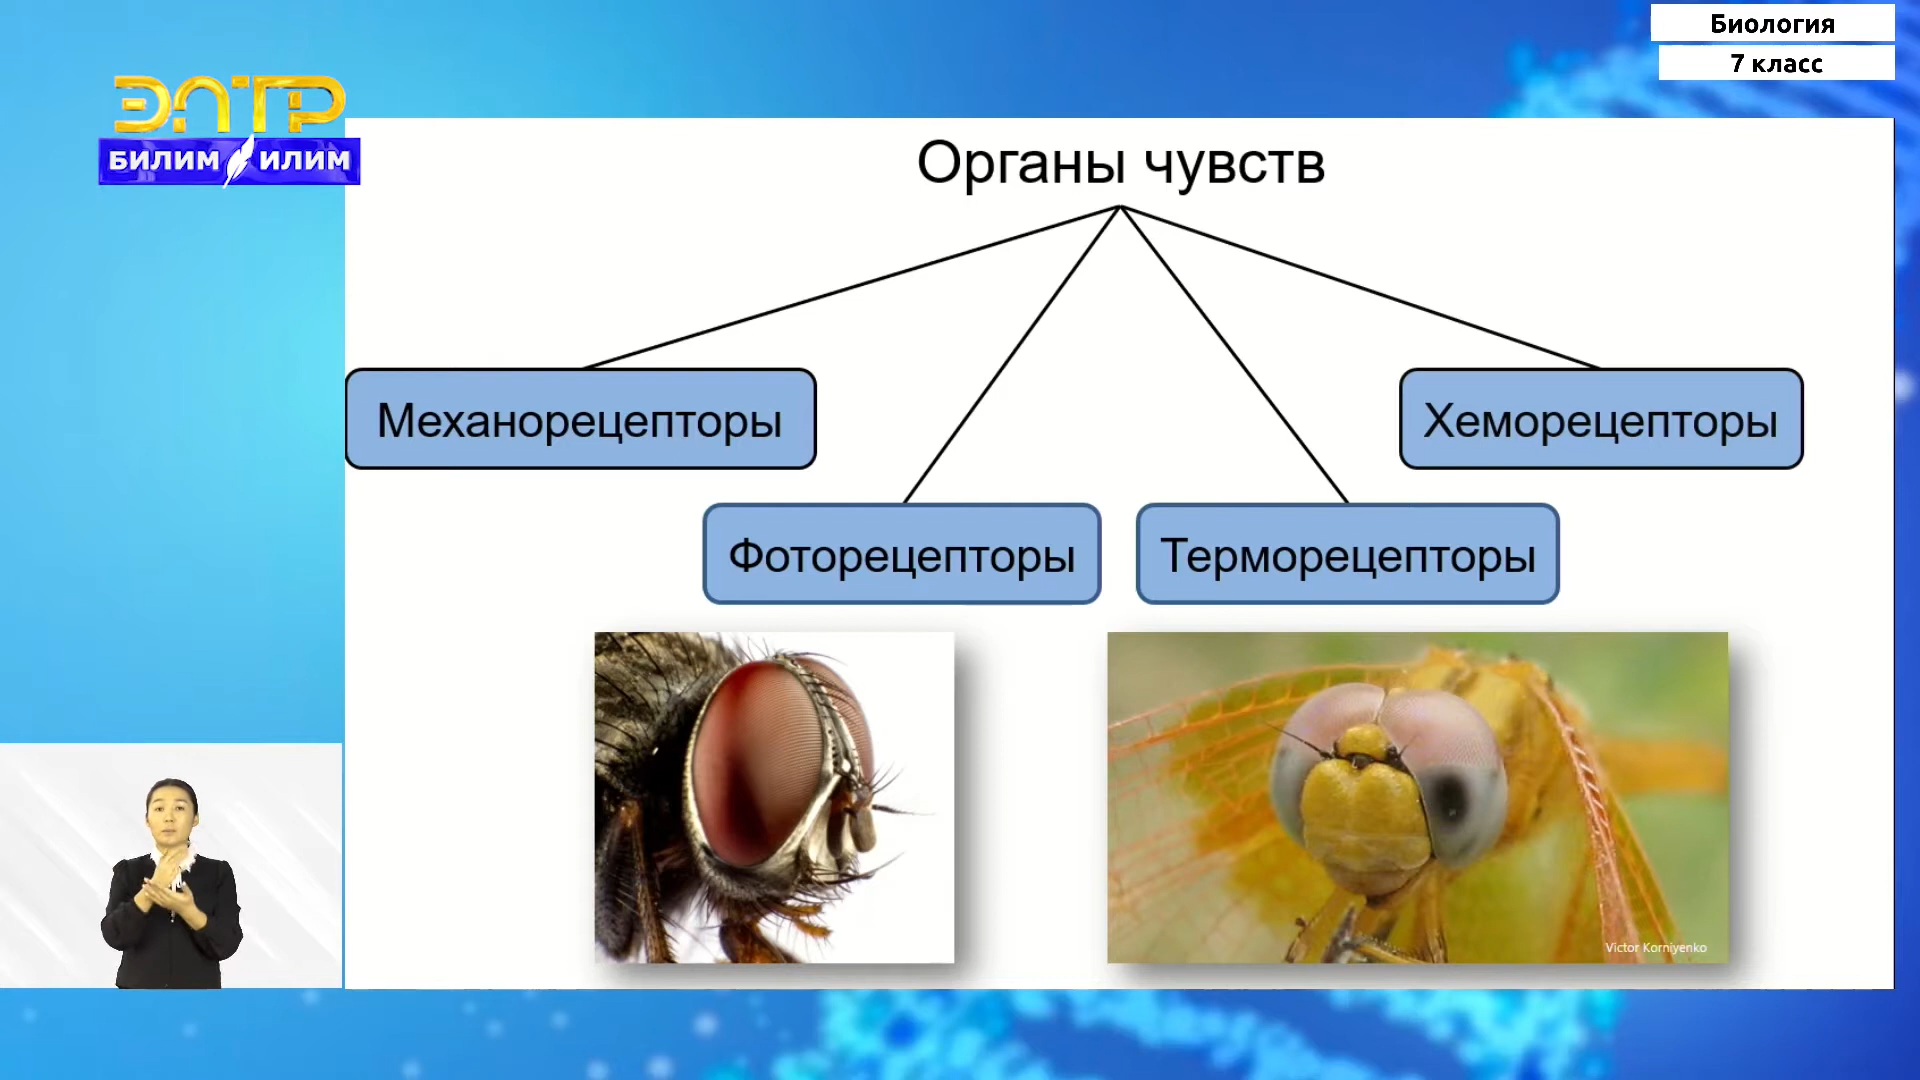 Биология
7 класс
ЭЛТР
БИЛИМ ИЛИМ
Органы чувств
Механорецепторы
Хеморецепторы
Фоторецепторы
Терморецепторы
Victor Korniyenko